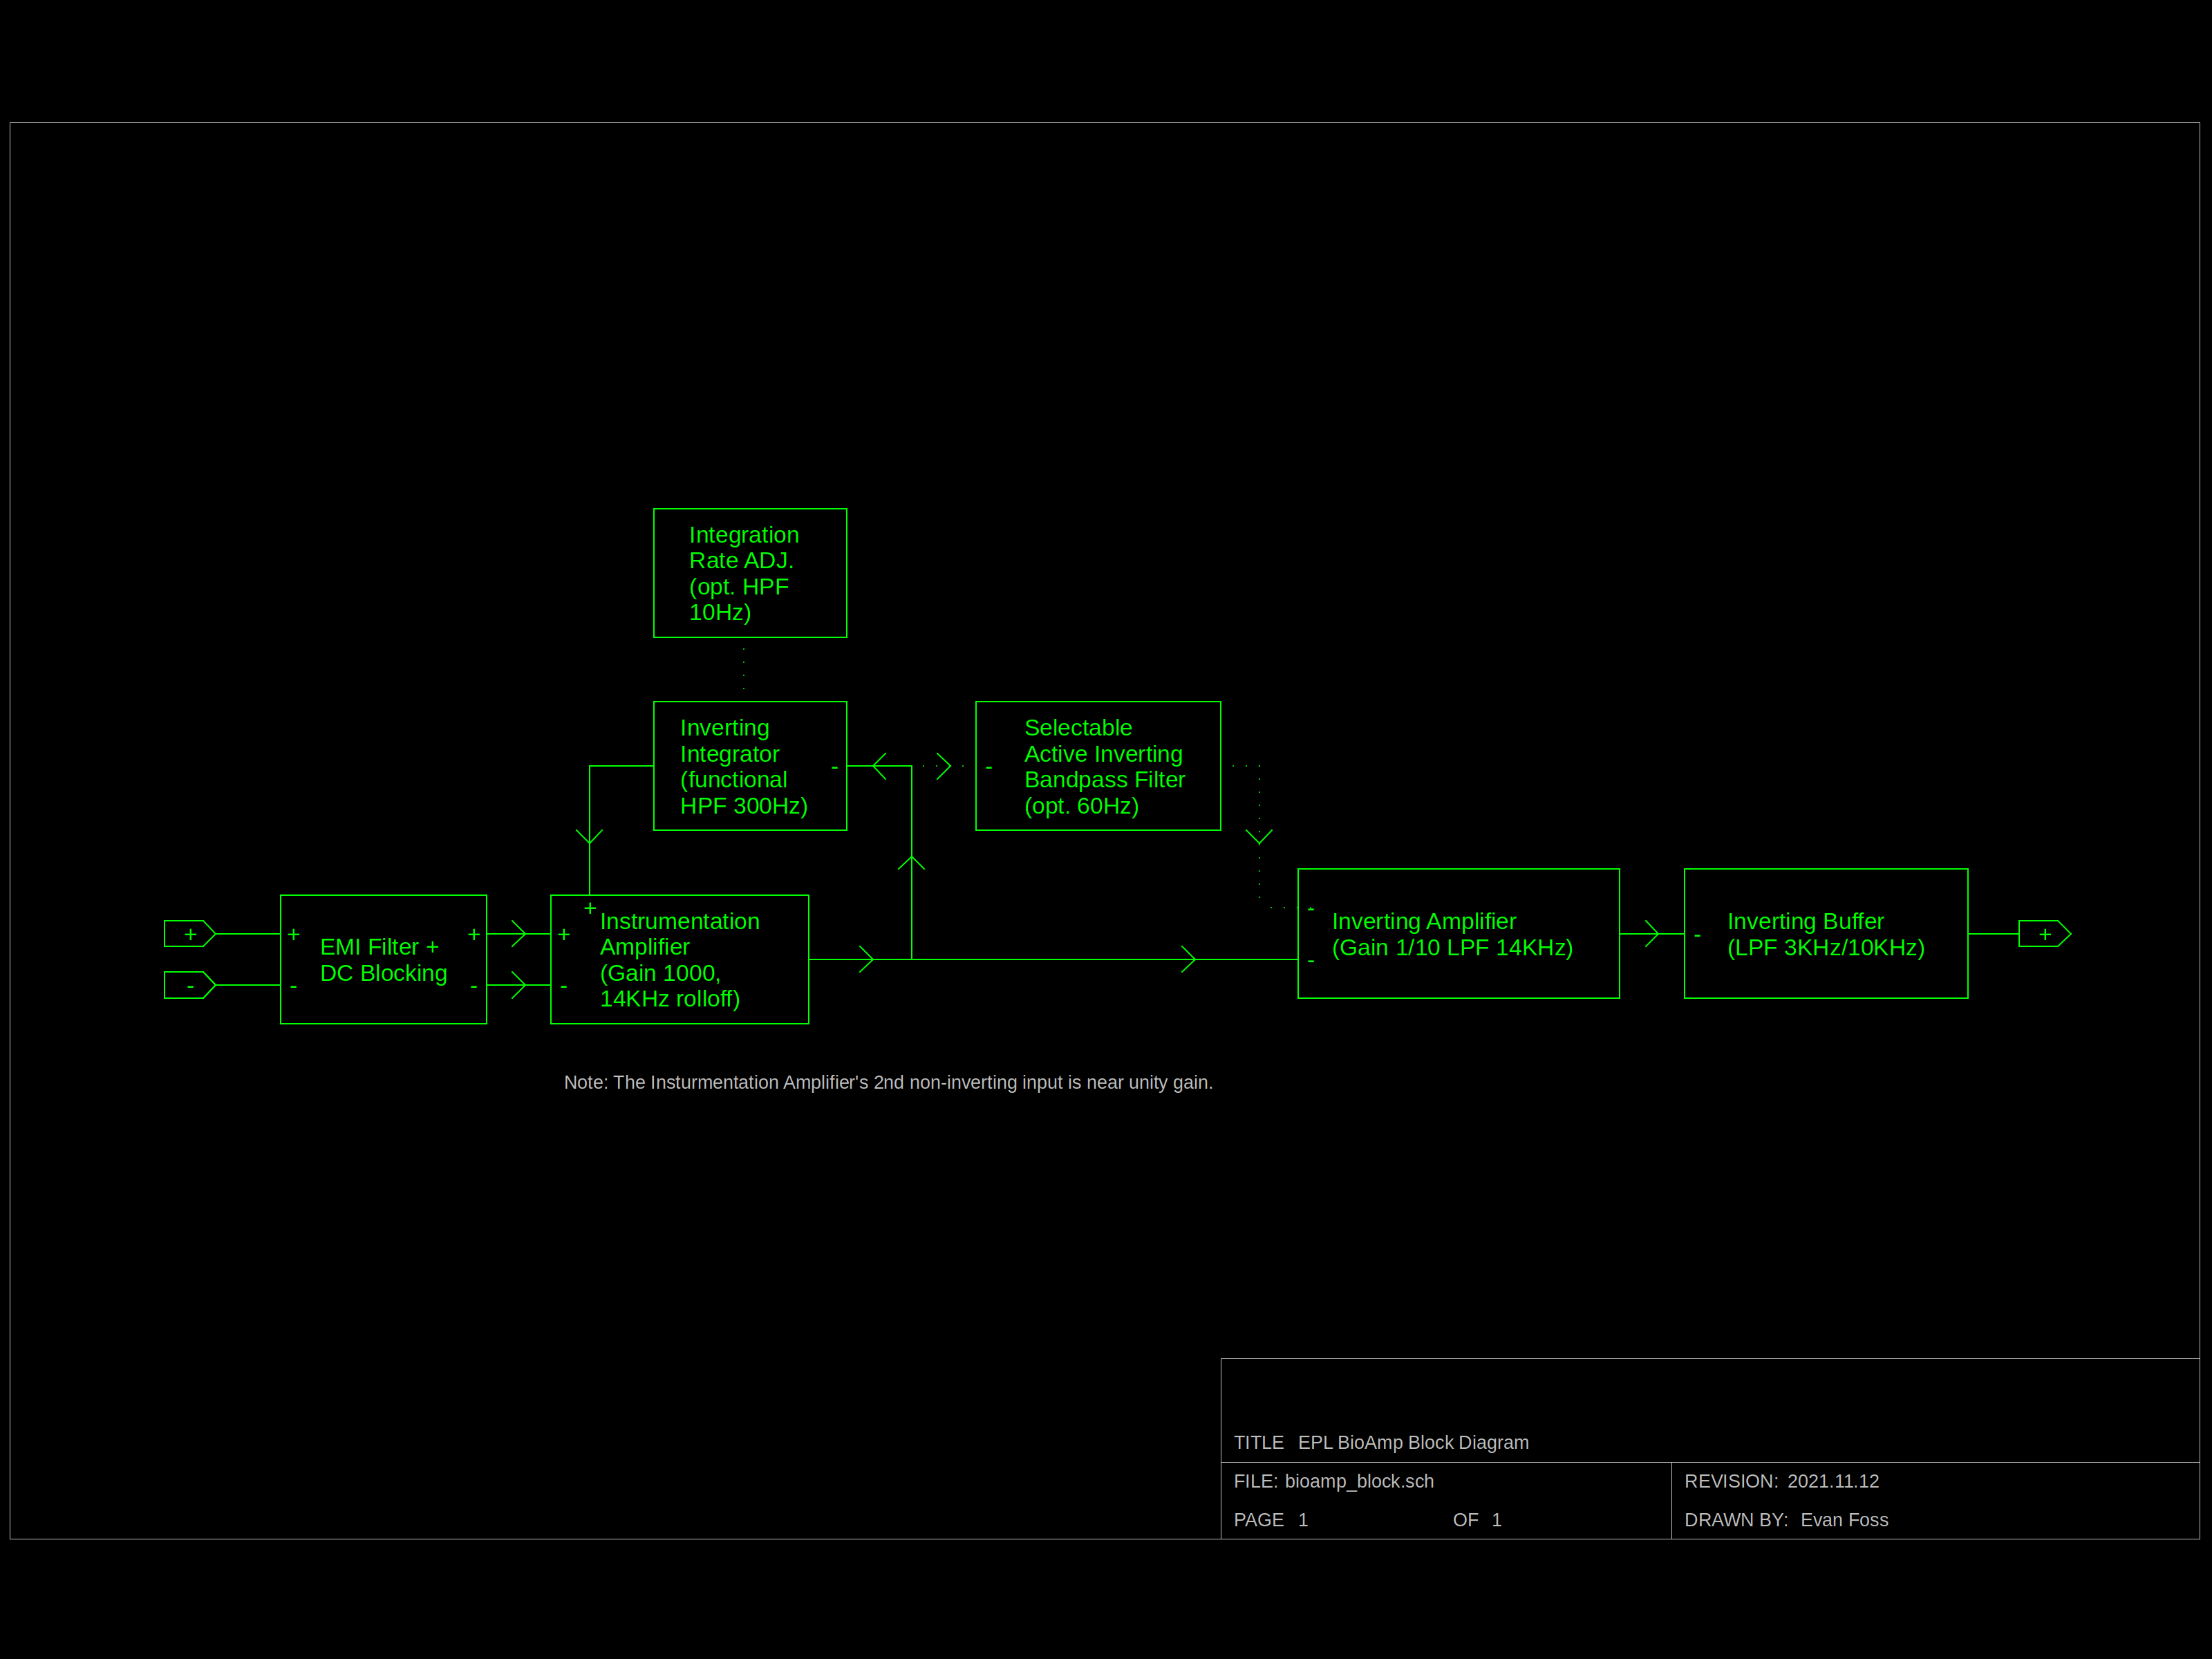 Integration
Rate ADJ.
(opt. HPF
10Hz)
Inverting
Integrator
(functional
HPF 300Hz)
-
-
Selectable
Active Inverting
Bandpass Filter
(opt. 60Hz)
+
-
+
-
EMI Filter +
DC Blocking
+
-
+
+
-
Instrumentation
Amplifier
(Gain 1000,
14KHz rolloff)
-
-
Inverting Amplifier
(Gain 1/10 LPF 14KHz)
-
Inverting Buffer
(LPF 3KHz/10KHz)
+
Note: The Insturmentation Amplifier's 2nd non-inverting input is near unity gain.
TITLE EPL BioAmp Block Diagram
FILE: bioamp_block.sch
REVISION: 2021.11.12
PAGE 1 OF 1
DRAWN BY: Evan Foss